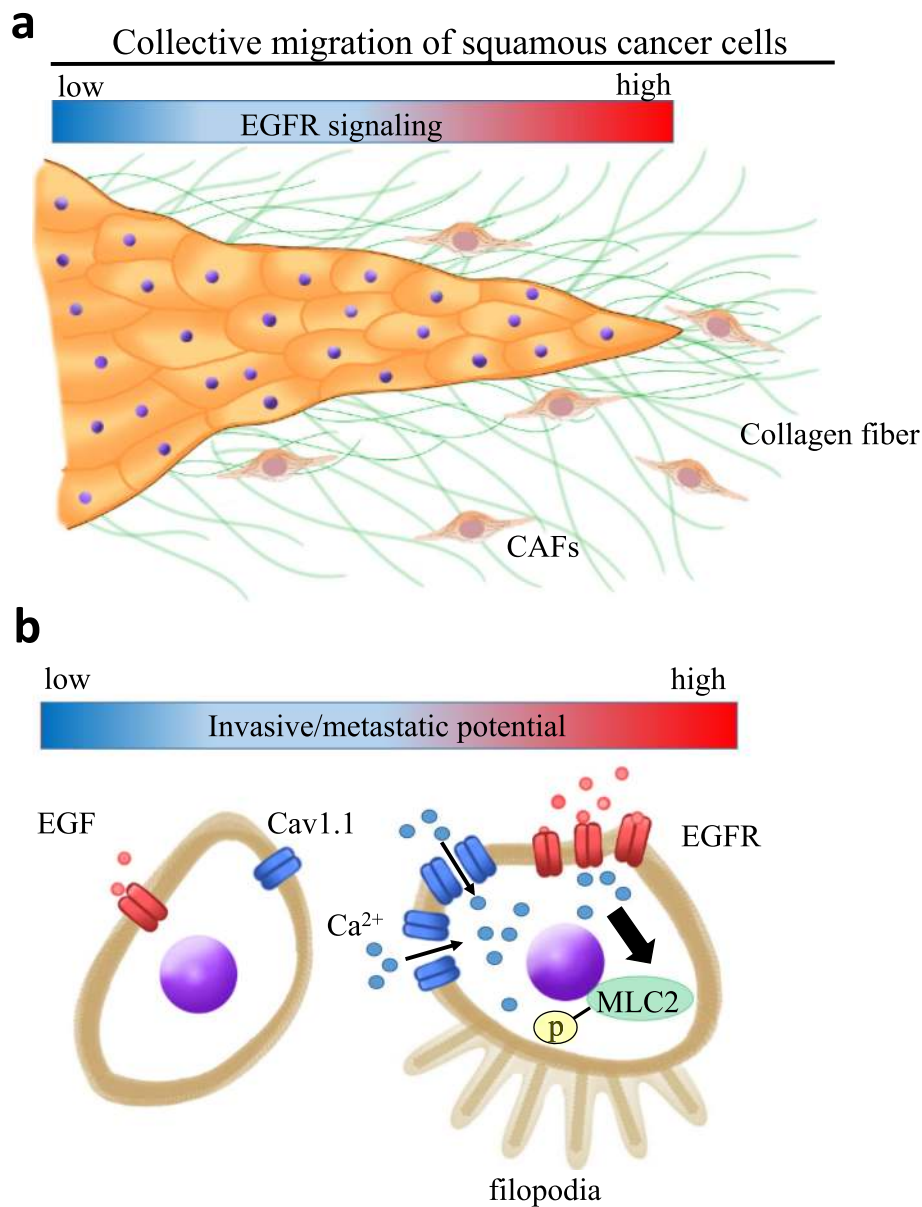 a
Collective migration of squamous cancer cells
low
high
EGFR signaling
Collagen fiber
CAFs
b
low
high
Invasive/metastatic potential
EGF
Cav1.1
EGFR
Ca²⁺
MLC2
p
filopodia